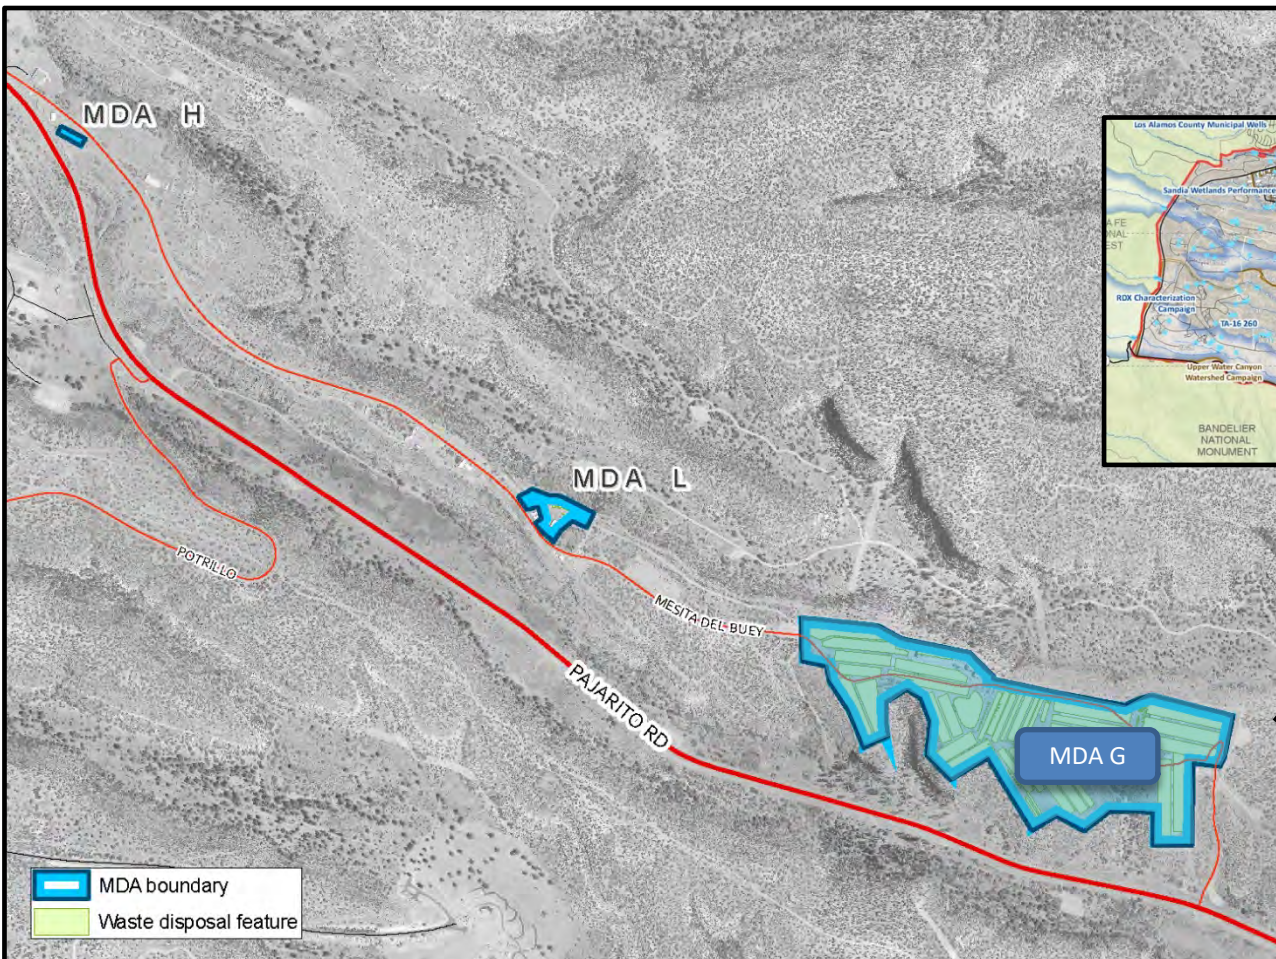 MDA H
Los Alamos County Municipal Wells
Sandia Wetlands Performance
RDX Characterization
Campaign
TA-16 260
Upper Water Canyon
Watershed Campaign
BANDELIER
NATIONAL
MONUMENT
MDA L
POTRILLO
MESITA DEL BUEY
PAJARITO RD
MDA G
MDA boundary
Waste disposal feature